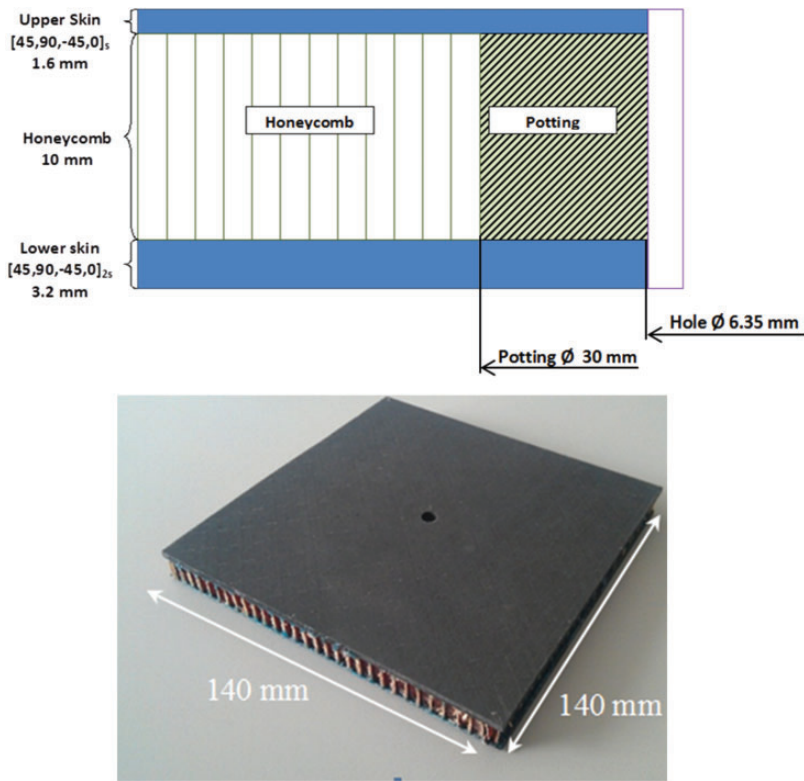 Upper Skin
[45,90,-45,0]s
1.6 mm
Honeycomb
10 mm
Lower skin
[45,90,-45,0]2s
3.2 mm
Honeycomb
Potting
Hole Ø 6.35 mm
Potting Ø 30 mm
140 mm
140 mm